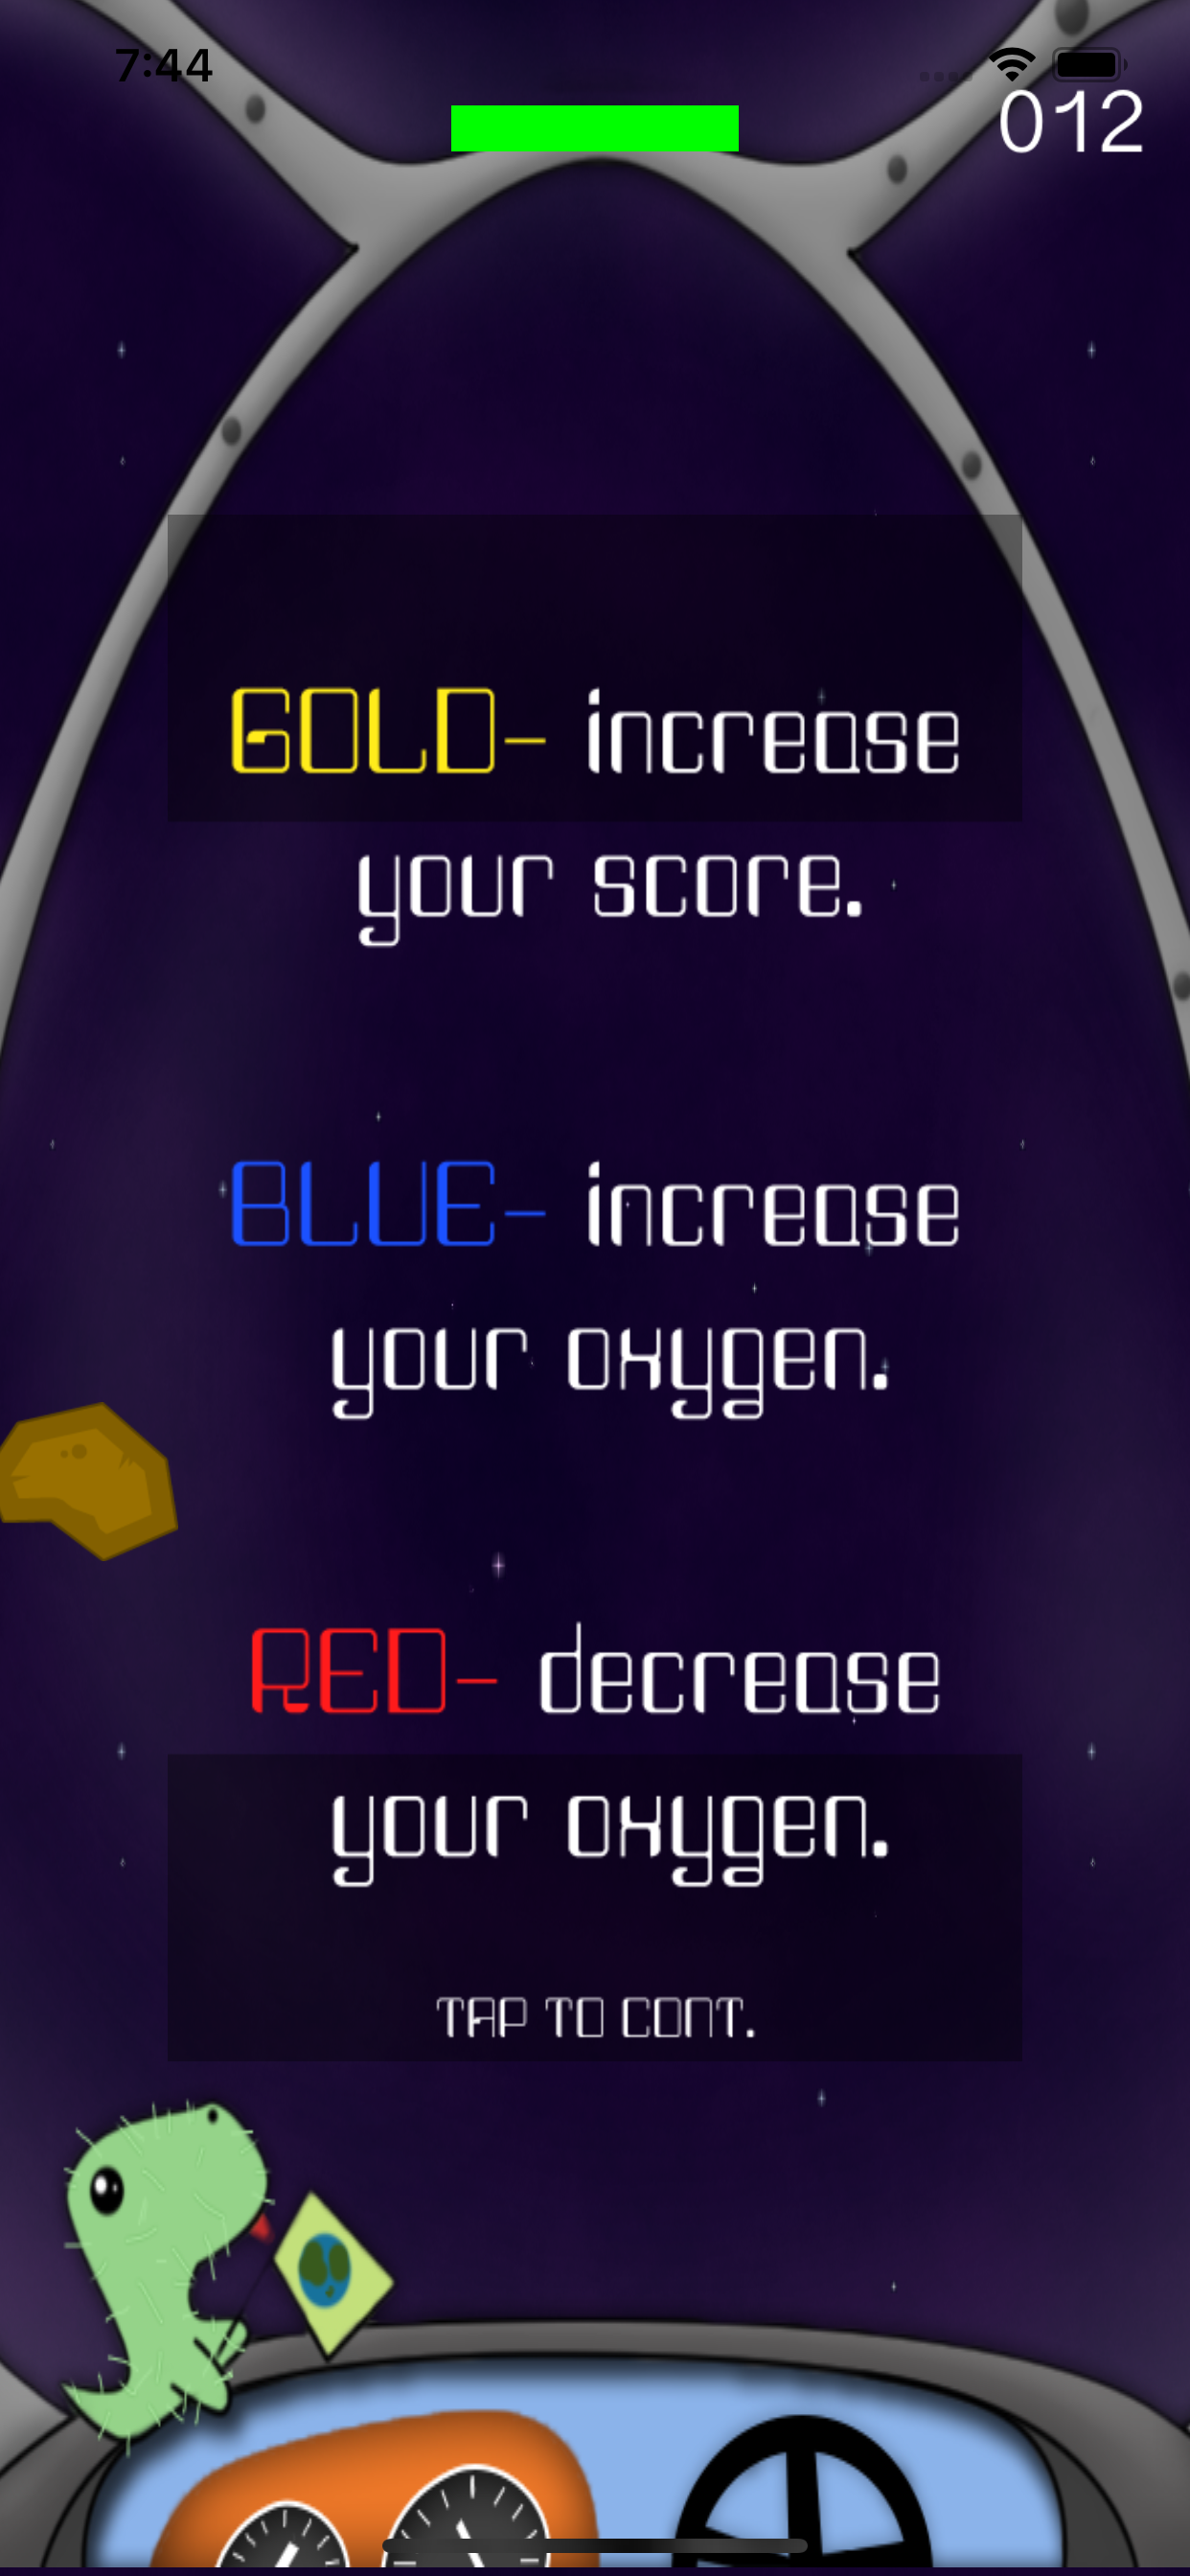 7:44
012
GOLD- increase
your score.
BLUE- increase
your oxygen.
RED- decrease
your oxygen.
TAP TO CONT.